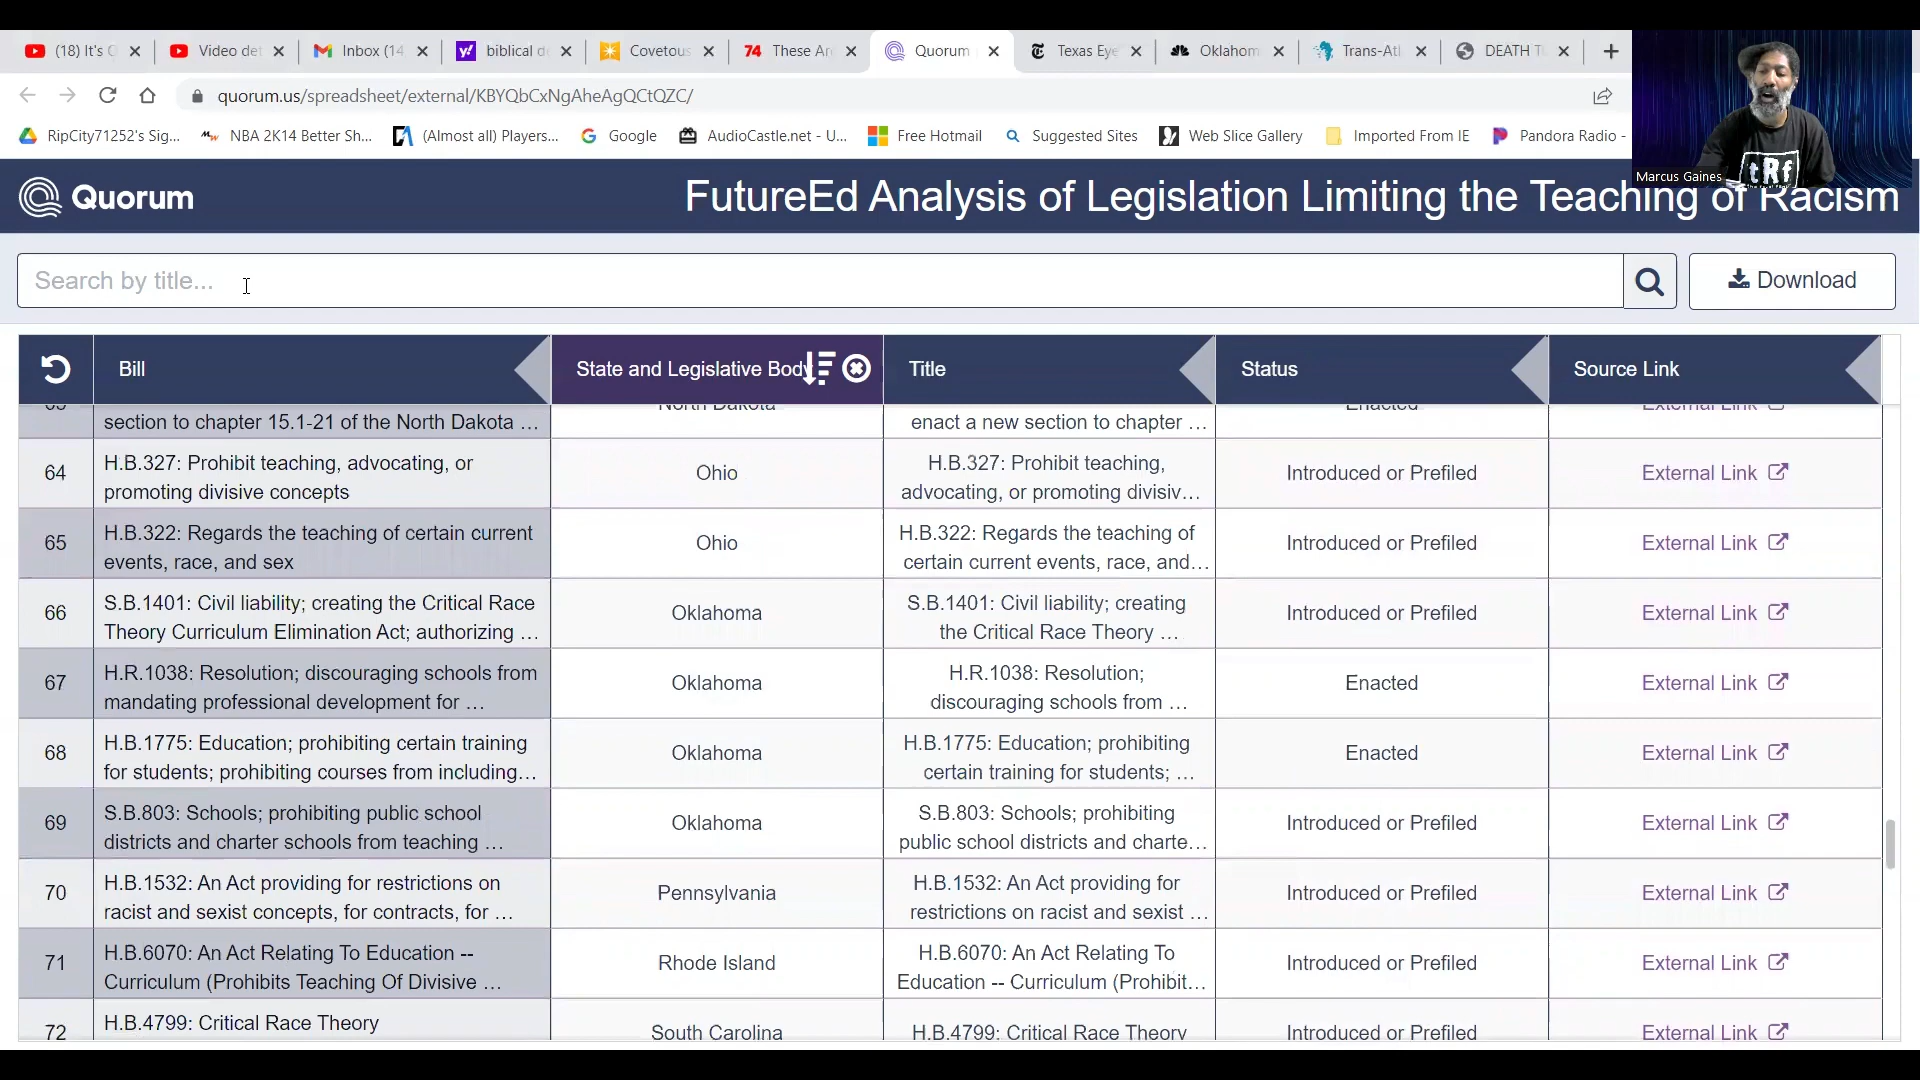 (18) It's
Video det
Inbox (14
biblical d
Covetous
74 These Ar
Quorum
Texas Eye
Oklahom
Trans-Atl
DEATH T
quorum.us/spreadsheet/external/KBYQbCxNgAheAgQCtQZC/
RipCity71252's Sig...
NBA 2K14 Better Sh...
(Almost all) Players...
Google
AudioCastle.net - U...
Free Hotmail
Suggested Sites
Web Slice Gallery
Imported From IE
Pandora Radio -
tRf
Marcus Gaines
Quorum
FutureEd Analysis of Legislation Limiting the Teaching of Racism
Search by title...
Download
Bill State and Legislative Body Title Status Source Link
63 North Dakota Enacted External Link
section to chapter 15.1-21 of the North Dakota ... enact a new section to chapter ...
64 H.B.327: Prohibit teaching, advocating, or
promoting divisive concepts
Ohio
H.B.327: Prohibit teaching,
advocating, or promoting divisiv...
Introduced or Prefiled
External Link
65 H.B.322: Regards the teaching of certain current
events, race, and sex
Ohio
H.B.322: Regards the teaching of
certain current events, race, and...
Introduced or Prefiled
External Link
66 S.B.1401: Civil liability; creating the Critical Race
Theory Curriculum Elimination Act; authorizing ...
Oklahoma
S.B.1401: Civil liability; creating
the Critical Race Theory ...
Introduced or Prefiled
External Link
67 H.R.1038: Resolution; discouraging schools from
mandating professional development for ...
Oklahoma
H.R.1038: Resolution;
discouraging schools from ...
Enacted
External Link
68 H.B.1775: Education; prohibiting certain training
for students; prohibiting courses from including...
Oklahoma
H.B.1775: Education; prohibiting
certain training for students; ...
Enacted
External Link
69 S.B.803: Schools; prohibiting public school
districts and charter schools from teaching ...
Oklahoma
S.B.803: Schools; prohibiting
public school districts and charte...
Introduced or Prefiled
External Link
70 H.B.1532: An Act providing for restrictions on
racist and sexist concepts, for contracts, for ...
Pennsylvania
H.B.1532: An Act providing for
restrictions on racist and sexist ...
Introduced or Prefiled
External Link
71 H.B.6070: An Act Relating To Education --
Curriculum (Prohibits Teaching Of Divisive ...
Rhode Island
H.B.6070: An Act Relating To
Education -- Curriculum (Prohibit...
Introduced or Prefiled
External Link
72 H.B.4799: Critical Race Theory
South Carolina
H.B.4799: Critical Race Theory
Introduced or Prefiled
External Link